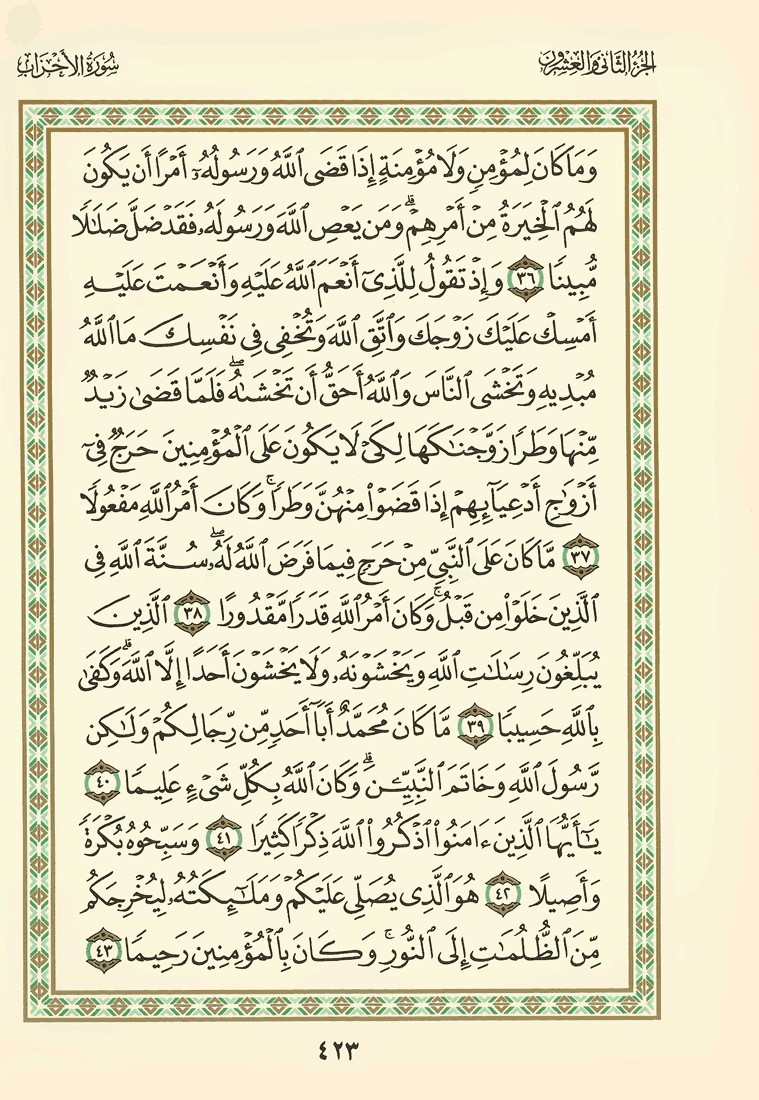 الجزء الثاني والعشرون
سورة الأحزاب
وَمَا كَانَ لِمُؤْمِنٍ وَلَا مُؤْمِنَةٍ إِذَا قَضَى ٱللَّهُ وَرَسُولُهُۥٓ أَمْرًا أَن يَكُونَ
لَهُمُ ٱلْخِيَرَةُ مِنْ أَمْرِهِمْ ۗ وَمَن يَعْصِ ٱللَّهَ وَرَسُولَهُۥ فَقَدْ ضَلَّ ضَلَـٰلًا
مُّبِينًا ٣٦ وَإِذْ تَقُولُ لِلَّذِىٓ أَنْعَمَ ٱللَّهُ عَلَيْهِ وَأَنْعَمْتَ عَلَيْهِ
أَمْسِكْ عَلَيْكَ زَوْجَكَ وَٱتَّقِ ٱللَّهَ وَتُخْفِى فِى نَفْسِكَ مَا ٱللَّهُ
مُبْدِيهِ وَتَخْشَى ٱلنَّاسَ وَٱللَّهُ أَحَقُّ أَن تَخْشَىٰهُ ۖ فَلَمَّا قَضَىٰ زَيْدٌ
مِّنْهَا وَطَرًا زَوَّجْنَـٰكَهَا لِكَىْ لَا يَكُونَ عَلَى ٱلْمُؤْمِنِينَ حَرَجٌ فِىٓ
أَزْوَٰجِ أَدْعِيَآئِهِمْ إِذَا قَضَوْا۟ مِنْهُنَّ وَطَرًا ۚ وَكَانَ أَمْرُ ٱللَّهِ مَفْعُولًا
٣٧ مَّا كَانَ عَلَى ٱلنَّبِىِّ مِنْ حَرَجٍ فِيمَا فَرَضَ ٱللَّهُ لَهُۥ ۖ سُنَّةَ ٱللَّهِ فِى
ٱلَّذِينَ خَلَوْا۟ مِن قَبْلُ ۚ وَكَانَ أَمْرُ ٱللَّهِ قَدَرًا مَّقْدُورًا ٣٨ ٱلَّذِينَ
يُبَلِّغُونَ رِسَـٰلَـٰتِ ٱللَّهِ وَيَخْشَوْنَهُۥ وَلَا يَخْشَوْنَ أَحَدًا إِلَّا ٱللَّهَ ۗ وَكَفَىٰ
بِٱللَّهِ حَسِيبًا ٣٩ مَّا كَانَ مُحَمَّدٌ أَبَآ أَحَدٍ مِّن رِّجَالِكُمْ وَلَـٰكِن
رَّسُولَ ٱللَّهِ وَخَاتَمَ ٱلنَّبِيِّـۧنَ ۗ وَكَانَ ٱللَّهُ بِكُلِّ شَىْءٍ عَلِيمًا ٤٠
يَـٰٓأَيُّهَا ٱلَّذِينَ ءَامَنُوا۟ ٱذْكُرُوا۟ ٱللَّهَ ذِكْرًا كَثِيرًا ٤١ وَسَبِّحُوهُ بُكْرَةً
وَأَصِيلًا ٤٢ هُوَ ٱلَّذِى يُصَلِّى عَلَيْكُمْ وَمَلَـٰٓئِكَتُهُۥ لِيُخْرِجَكُم
مِّنَ ٱلظُّلُمَـٰتِ إِلَى ٱلنُّورِ ۚ وَكَانَ بِٱلْمُؤْمِنِينَ رَحِيمًا ٤٣
٤٢٣